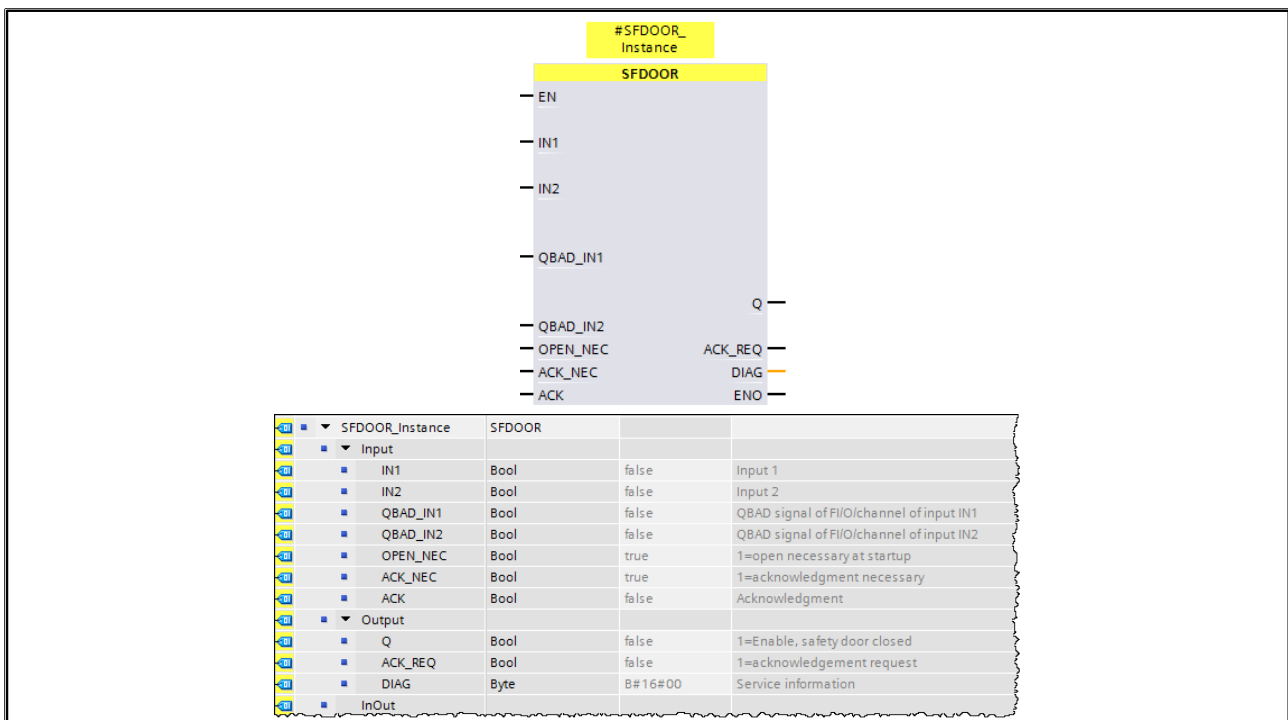 #SFDOOR_
Instance
SFDOOR
EN
IN1
IN2
QBAD_IN1
Q
QBAD_IN2
OPEN_NEC ACK_REQ
ACK_NEC DIAG
ACK ENO
SFDOOR_Instance SFDOOR
Input
IN1 Bool false Input 1
IN2 Bool false Input 2
QBAD_IN1 Bool false QBAD signal of FI/O/channel of input IN1
QBAD_IN2 Bool false QBAD signal of FI/O/channel of input IN2
OPEN_NEC Bool true 1=open necessary at startup
ACK_NEC Bool true 1=acknowledgment necessary
ACK Bool false Acknowledgment
Output
Q Bool false 1=Enable, safety door closed
ACK_REQ Bool false 1=acknowledgement request
DIAG Byte B#16#00 Service information
InOut